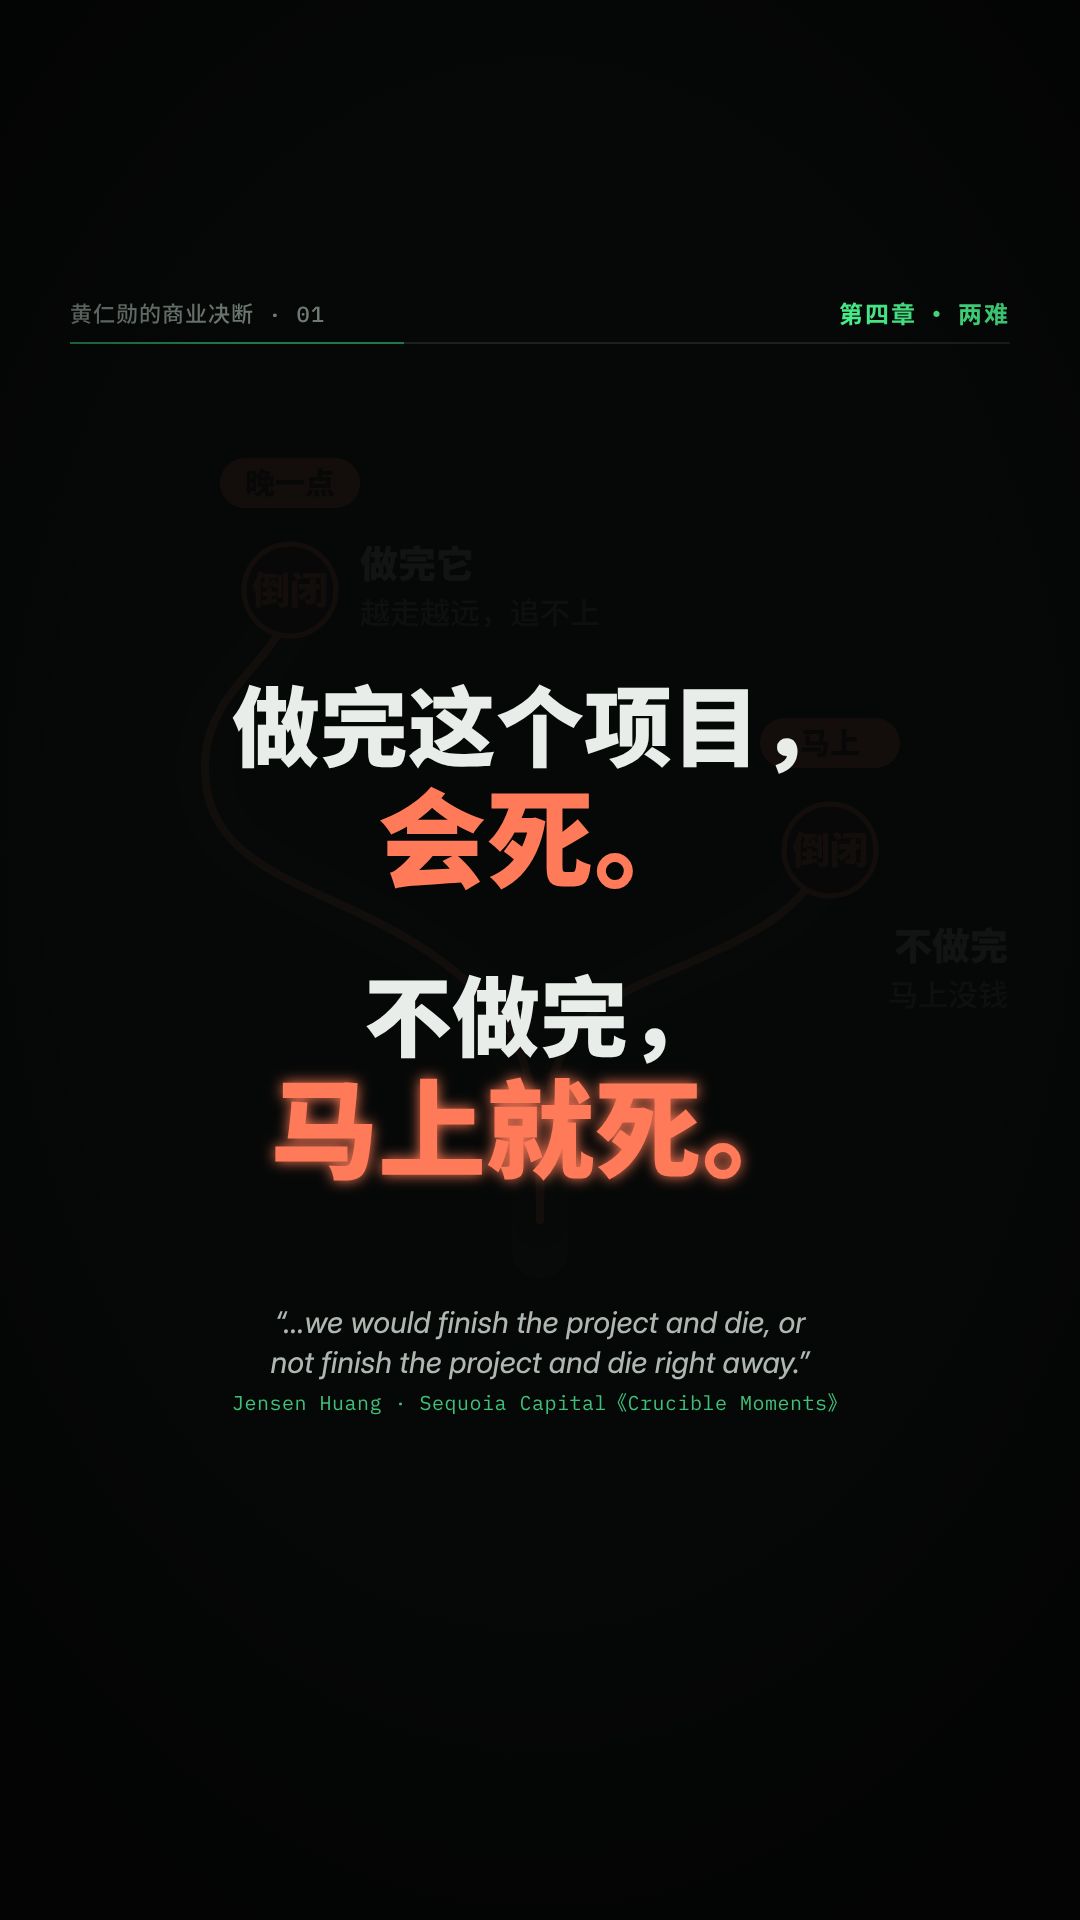 黄仁勋的商业决断 · 01
第四章 · 两难
晚一点
倒闭
做完它
越走越远，追不上
做完这个项目，
马上
会死。
倒闭
不做完
马上没钱
不做完，
马上就死。
“...we would finish the project and die, or
not finish the project and die right away.”
Jensen Huang · Sequoia Capital《Crucible Moments》